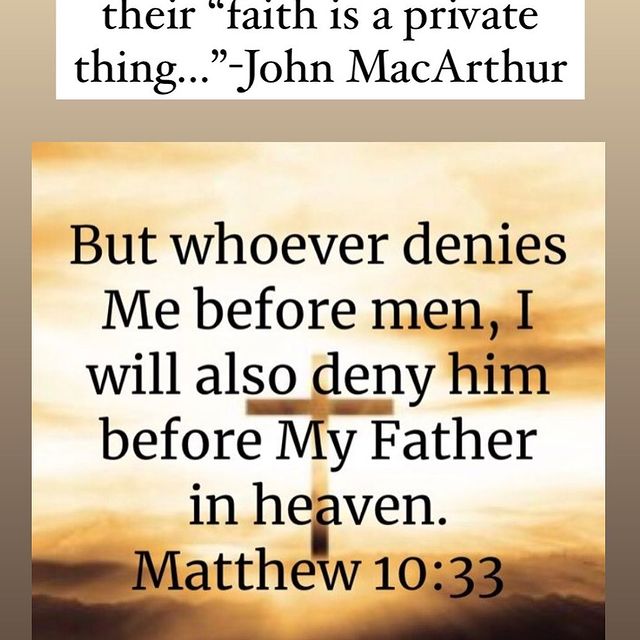 their “faith is a private
thing...”-John MacArthur
But whoever denies
Me before men, I
will also deny him
before My Father
in heaven.
Matthew 10:33